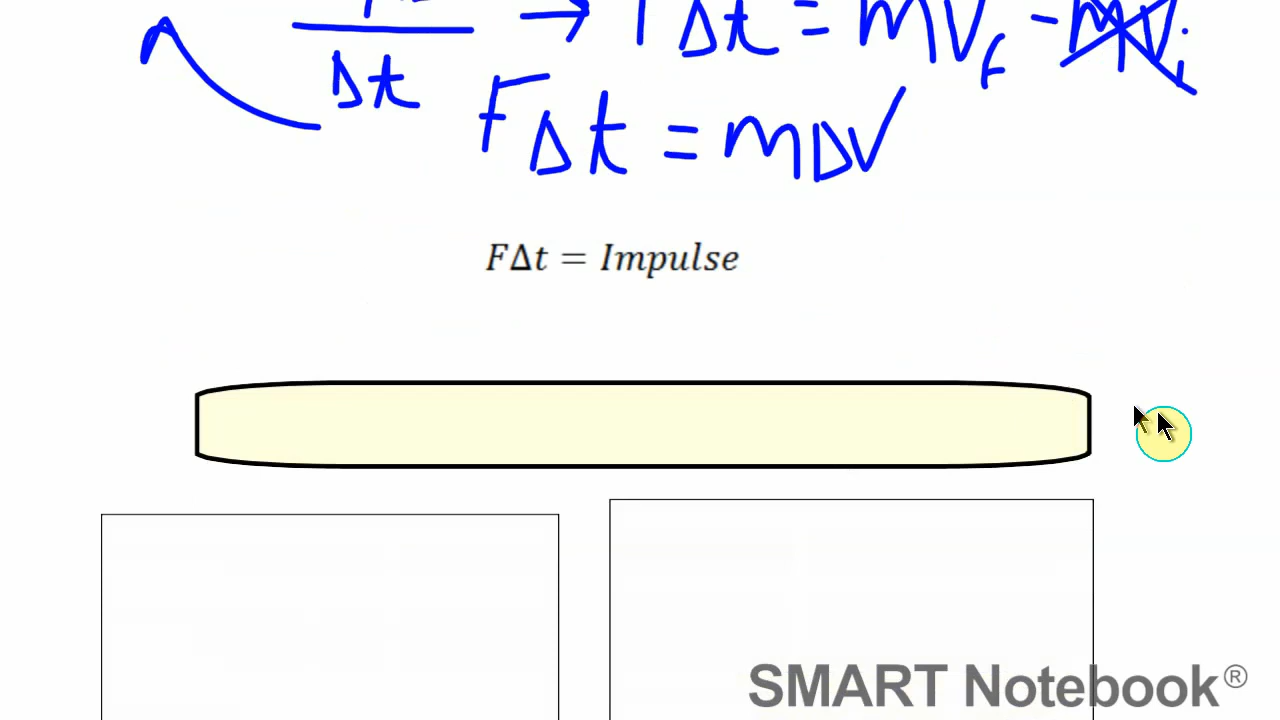 Δt → FΔt = mVf - mVi
FΔt = mΔV
FΔt = Impulse
SMART Notebook®